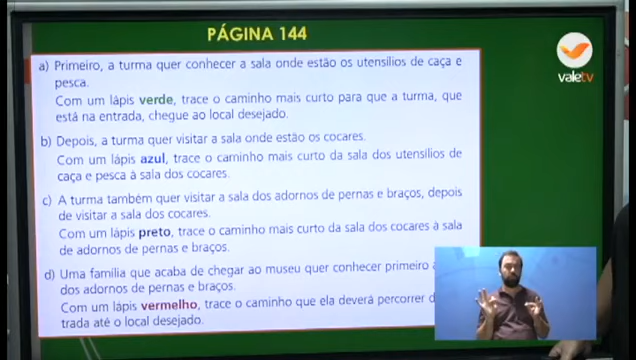 PÁGINA 144
valetv
a) Primeiro, a turma quer conhecer a sala onde estão os utensílios de caça e
pesca.
Com um lápis verde, trace o caminho mais curto para que a turma, que
está na entrada, chegue ao local desejado.
b) Depois, a turma quer visitar a sala onde estão os cocares.
Com um lápis azul, trace o caminho mais curto da sala dos utensílios de
caça e pesca à sala dos cocares.
c) A turma também quer visitar a sala dos adornos de pernas e braços, depois
de visitar a sala dos cocares.
Com um lápis preto, trace o caminho mais curto da sala dos cocares à sala
de adornos de pernas e braços.
d) Uma família que acaba de chegar ao museu quer conhecer primeiro
dos adornos de pernas e braços.
Com um lápis vermelho, trace o caminho que ela deverá percorrer
trada até o local desejado.